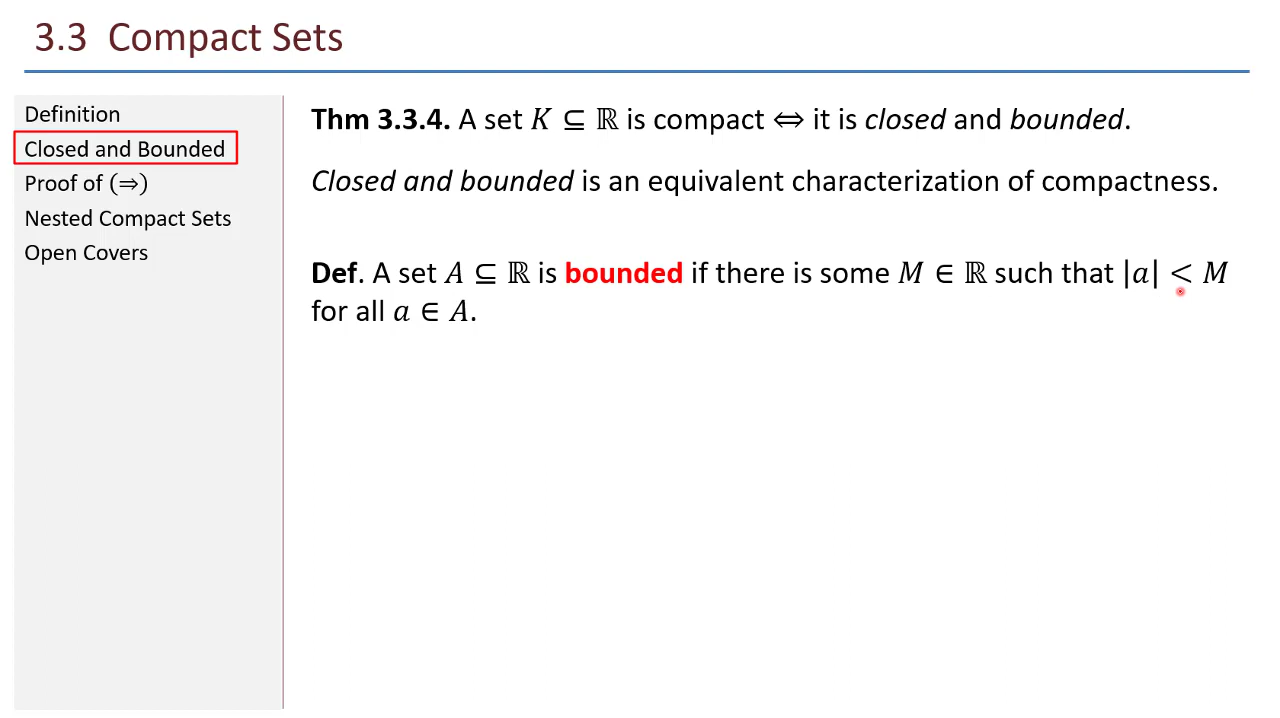 3.3 Compact Sets
Definition
Closed and Bounded
Proof of (⇒)
Nested Compact Sets
Open Covers
Thm 3.3.4. A set 𝐾 ⊆ ℝ is compact ⇔ it is closed and bounded.
Closed and bounded is an equivalent characterization of compactness.
Def. A set 𝐴 ⊆ ℝ is bounded if there is some 𝑀 ∈ ℝ such that |𝑎| < 𝑀
for all 𝑎 ∈ 𝐴.